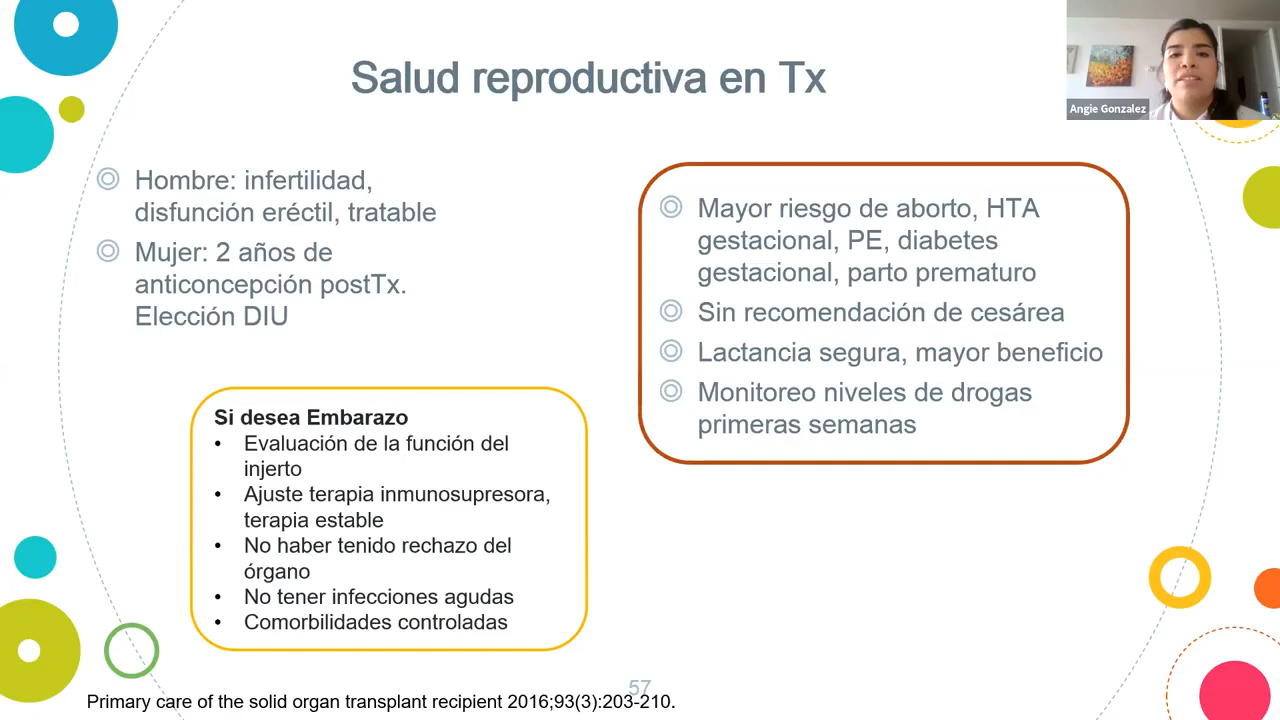 Salud reproductiva en Tx
Angie Gonzalez
Hombre: infertilidad,
disfunción eréctil, tratable
Mujer: 2 años de
anticoncepción postTx.
Elección DIU
Si desea Embarazo
• Evaluación de la función del
injerto
• Ajuste terapia inmunosupresora,
terapia estable
• No haber tenido rechazo del
órgano
• No tener infecciones agudas
• Comorbilidades controladas
Mayor riesgo de aborto, HTA
gestacional, PE, diabetes
gestacional, parto prematuro
Sin recomendación de cesárea
Lactancia segura, mayor beneficio
Monitoreo niveles de drogas
primeras semanas
57
Primary care of the solid organ transplant recipient 2016;93(3):203-210.